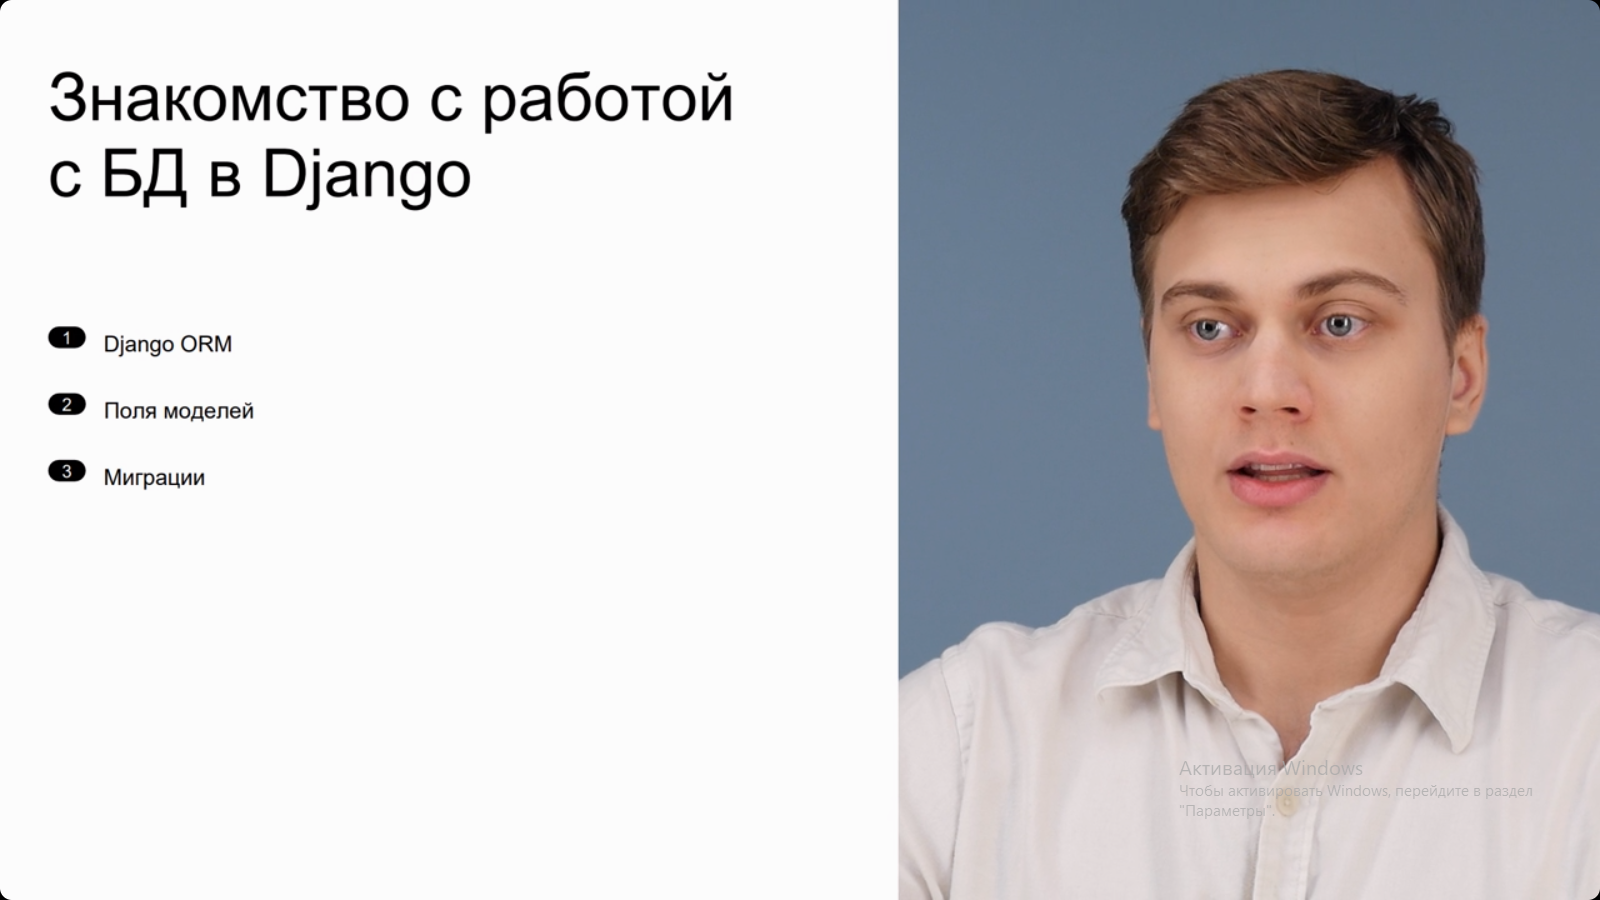 Знакомство с работой
с БД в Django
1 Django ORM
2 Поля моделей
3 Миграции
Активация Windows
Чтобы активировать Windows, перейдите в раздел
"Параметры".